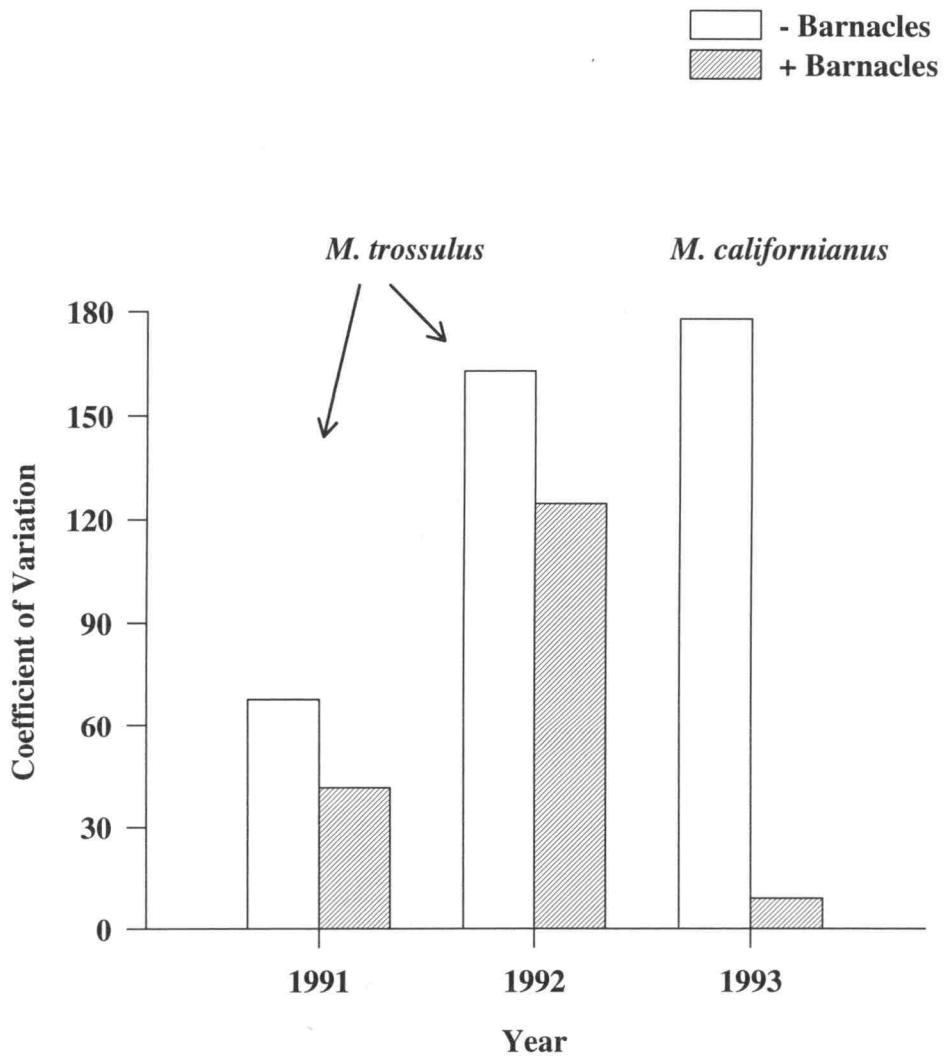 - Barnacles
+ Barnacles
M. trossulus
M. californianus
180
150
120
90
60
30
0
Coefficient of Variation
1991
1992
1993
Year